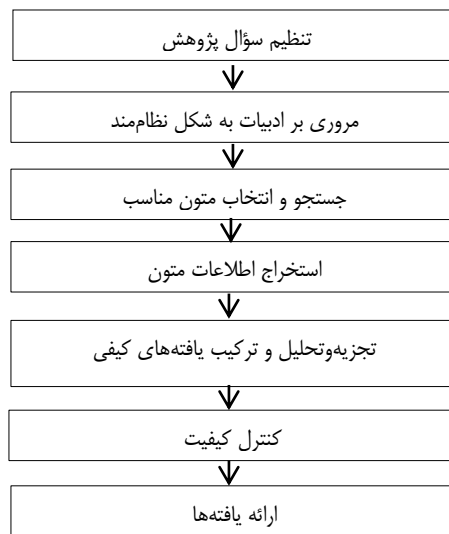 تنظیم سؤال پژوهش
مروری بر ادبیات به شکل نظام‌مند
جستجو و انتخاب متون مناسب
استخراج اطلاعات متون
تجزیه‌وتحلیل و ترکیب یافته‌های کیفی
کنترل کیفیت
ارائه یافته‌ها